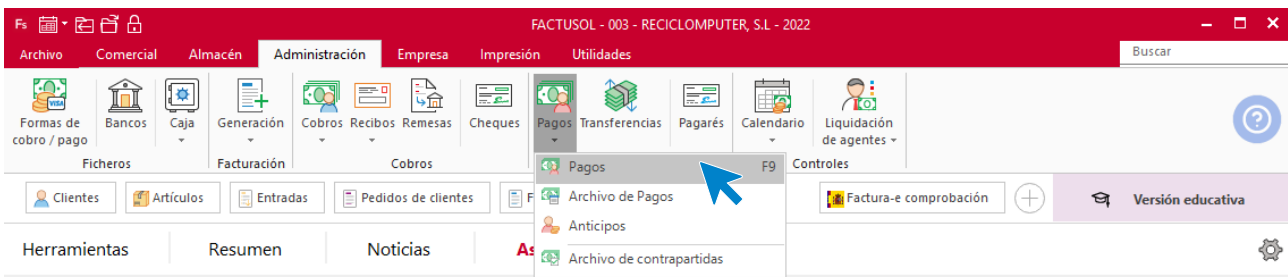 Fs
FACTUSOL - 003 - RECICLOMPUTER, S.L - 2022
Archivo Comercial Almacén Administración Empresa Impresión Utilidades Buscar
VISA
Formas de cobro / pago
Bancos
Caja
Generación
Cobros
Recibos
Remesas
Cheques
Pagos
Transferencias
Pagarés
Calendario
Liquidación de agentes
Ficheros Facturación Cobros Controles
Pagos F9
Archivo de Pagos
Anticipos
Archivo de contrapartidas
Clientes Artículos Entradas Pedidos de clientes F Factura-e comprobación Versión educativa
Herramientas Resumen Noticias As